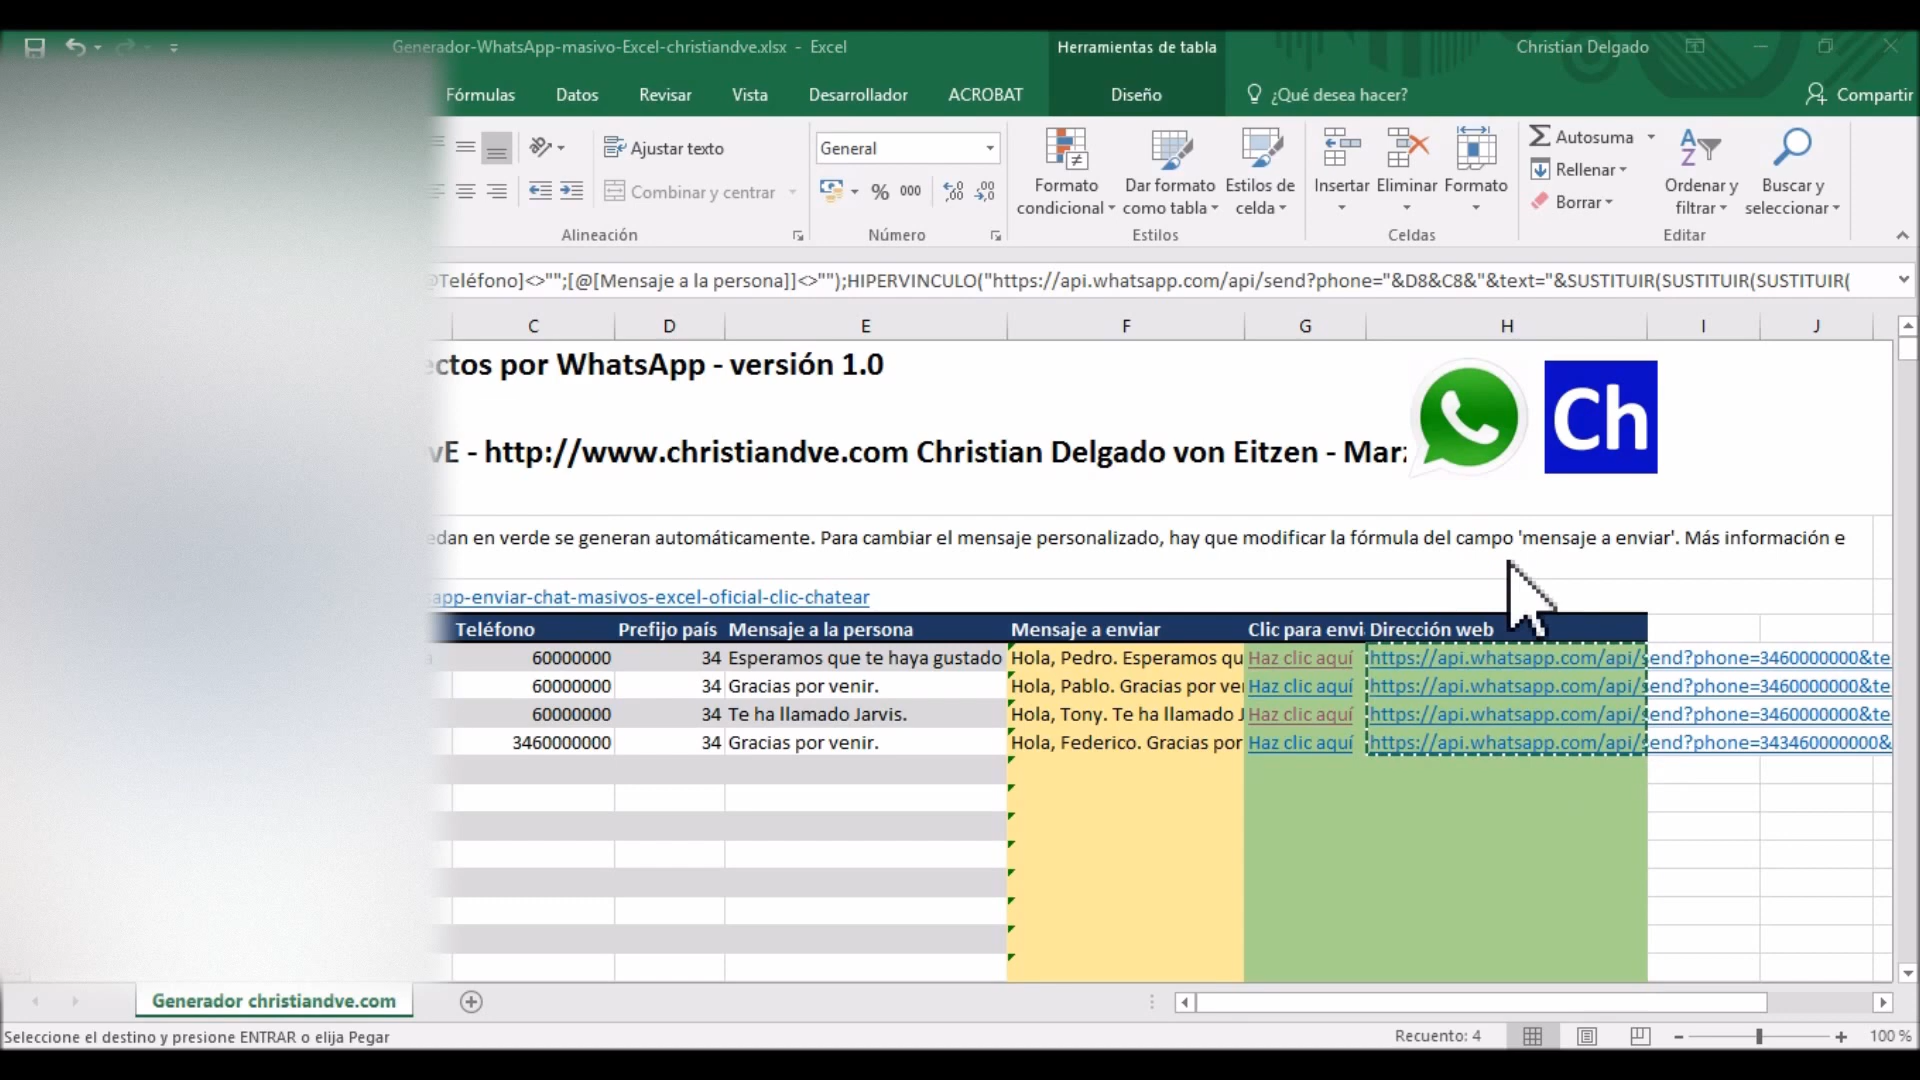 Generador-WhatsApp-masivo-Excel-christiandve.xlsx - Excel
Herramientas de tabla
Christian Delgado
Fórmulas Datos Revisar Vista Desarrollador ACROBAT Diseño ¿Qué desea hacer? Compartir
Ajustar texto
General
Combinar y centrar
% 000
Formato condicional
Dar formato como tabla
Estilos de celda
Insertar
Eliminar
Formato
Autosuma
Rellenar
Borrar
Ordenar y filtrar
Buscar y seleccionar
Alineación Número Estilos Celdas Editar
@Teléfono]<>"";[@[Mensaje a la persona]]<>"");HIPERVINCULO("https://api.whatsapp.com/api/send?phone="&D8&C8&"&text="&SUSTITUIR(SUSTITUIR(SUSTITUIR(
C D E F G H I J
ectos por WhatsApp - versión 1.0
Ch
vE - http://www.christiandve.com Christian Delgado von Eitzen - Mar
edan en verde se generan automáticamente. Para cambiar el mensaje personalizado, hay que modificar la fórmula del campo 'mensaje a enviar'. Más información e
app-enviar-chat-masivos-excel-oficial-clic-chatear
Teléfono Prefijo país Mensaje a la persona Mensaje a enviar Clic para envi Dirección web
60000000 34 Esperamos que te haya gustado Hola, Pedro. Esperamos qu Haz clic aquí https://api.whatsapp.com/api/send?phone=3460000000&te
60000000 34 Gracias por venir. Hola, Pablo. Gracias por ve Haz clic aquí https://api.whatsapp.com/api/send?phone=3460000000&te
60000000 34 Te ha llamado Jarvis. Hola, Tony. Te ha llamado J Haz clic aquí https://api.whatsapp.com/api/send?phone=3460000000&te
3460000000 34 Gracias por venir. Hola, Federico. Gracias por Haz clic aquí https://api.whatsapp.com/api/send?phone=343460000000&
Generador christiandve.com
Seleccione el destino y presione ENTRAR o elija Pegar
Recuento: 4
100 %